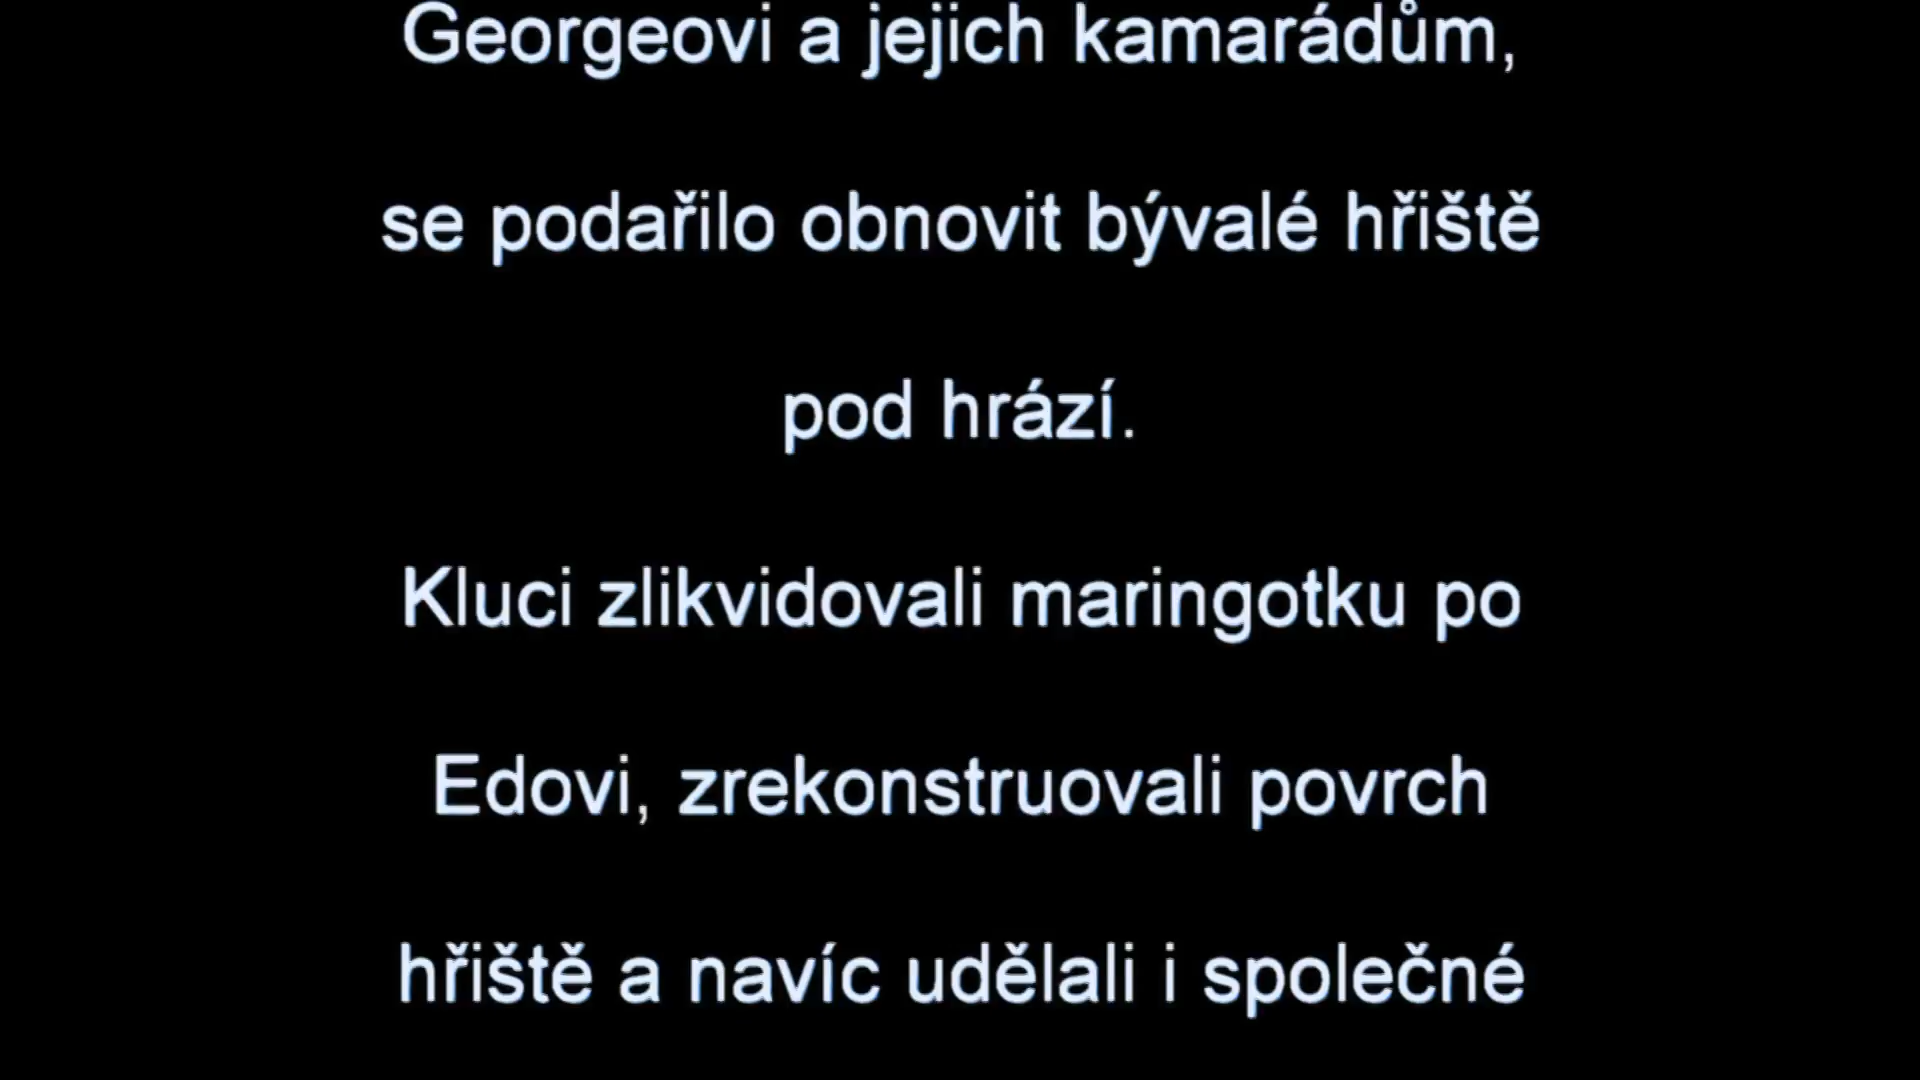 Georgeovi a jejich kamarádům,
se podařilo obnovit bývalé hřiště
pod hrází.
Kluci zlikvidovali maringotku po
Edovi, zrekonstruovali povrch
hřiště a navíc udělali i společné